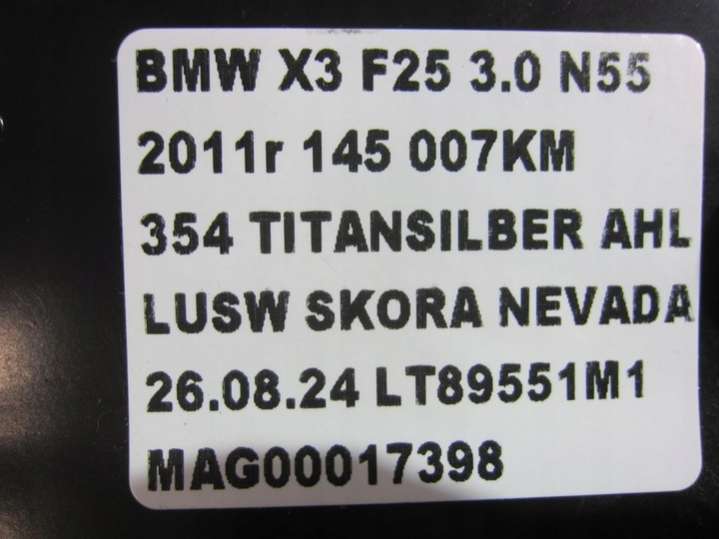 BMW X3 F25 3.0 N55
2011r 145 007KM
354 TITANSILBER AHL
LUSW SKORA NEVADA
26.08.24 LT89551M1
MAG00017398